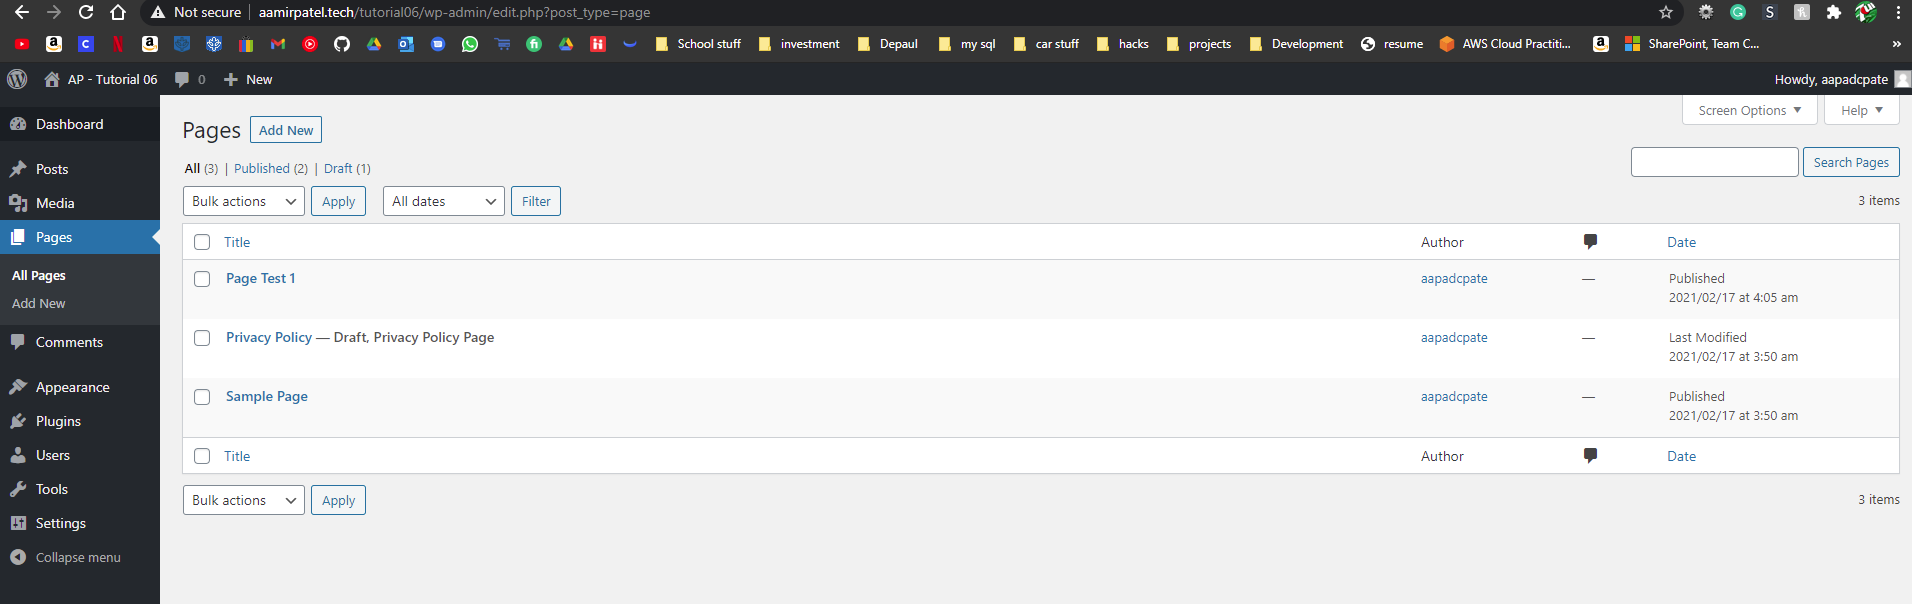 Not secure | aamirpatel.tech/tutorial06/wp-admin/edit.php?post_type=page
School stuff investment Depaul my sql car stuff hacks projects Development resume AWS Cloud Practiti... SharePoint, Team C... »
AP - Tutorial 06 0 + New Howdy, aapadcpate
Screen Options Help
Dashboard
Posts
Media
Pages
All Pages
Add New
Comments
Appearance
Plugins
Users
Tools
Settings
Collapse menu
Pages Add New
All (3) | Published (2) | Draft (1)
Search Pages
Bulk actions Apply All dates Filter 3 items
Title Author Date
Page Test 1 aapadcpate — Published
2021/02/17 at 4:05 am
Privacy Policy — Draft, Privacy Policy Page aapadcpate — Last Modified
2021/02/17 at 3:50 am
Sample Page aapadcpate — Published
2021/02/17 at 3:50 am
Title Author Date
Bulk actions Apply 3 items